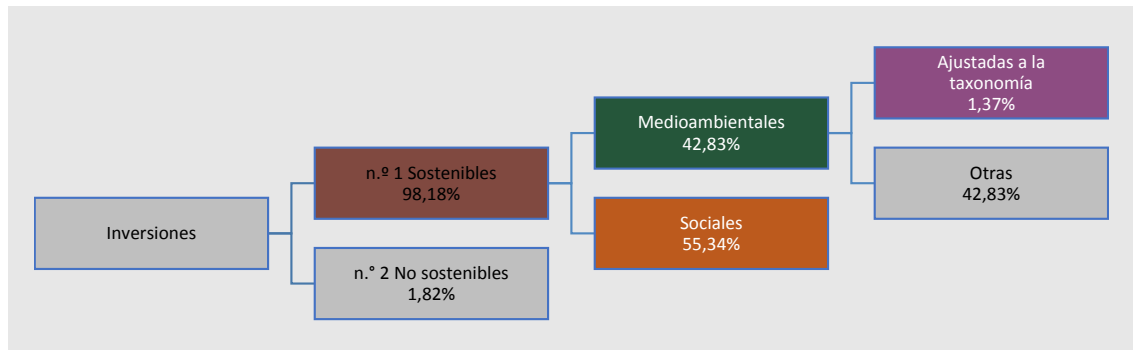 Inversiones
n.º 1 Sostenibles
98,18%
n.° 2 No sostenibles
1,82%
Medioambientales
42,83%
Sociales
55,34%
Ajustadas a la
taxonomía
1,37%
Otras
42,83%